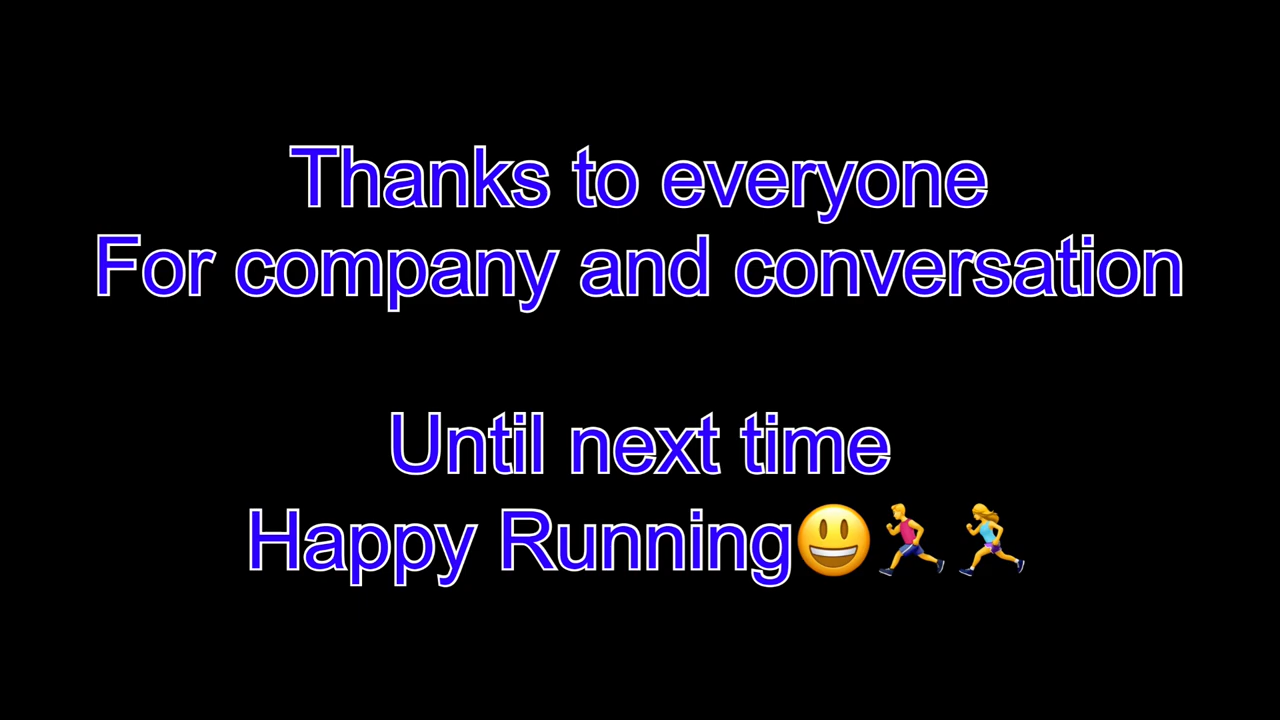 Thanks to everyone
For company and conversation
Until next time
Happy Running😃🏃‍♂️🏃‍♀️